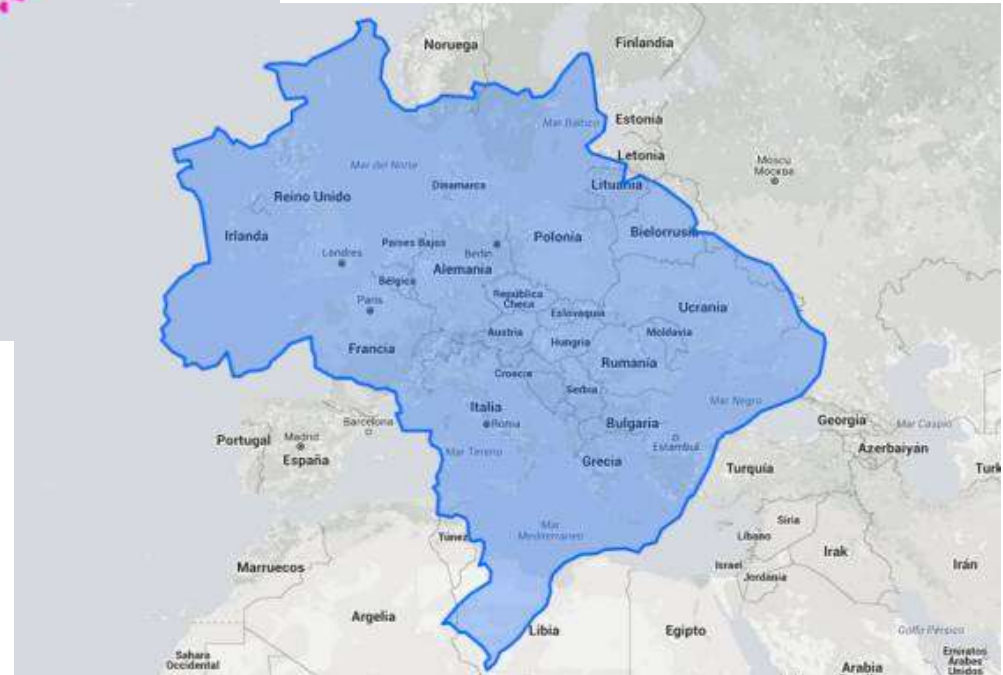 Noruega
Finlandia
Estonia
Mar Báltico
Letonia
Moscú
Москва
Mar del Norte
Dinamarca
Lituania
Reino Unido
Irlanda
Bielorrusia
Polonia
Países Bajos
Londres
Berlín
Alemania
Bélgica
República
Checa
París
Ucrania
Eslovaquia
Austria
Moldavia
Hungría
Francia
Rumanía
Croacia
Serbia
Mar Negro
Italia
Roma
Barcelona
Bulgaria
Georgia
Mar Caspio
Portugal
Madrid
España
Estambul
Azerbaiyán
Mar Tirreno
Grecia
Turquía
Turk
Mar
Mediterráneo
Siria
Túnez
Líbano
Irak
Irán
Marruecos
Israel
Jordania
Argelia
Libia
Egipto
Golfo Pérsico
Sahara
Occidental
Emiratos
Árabes
Unidos
Arabia